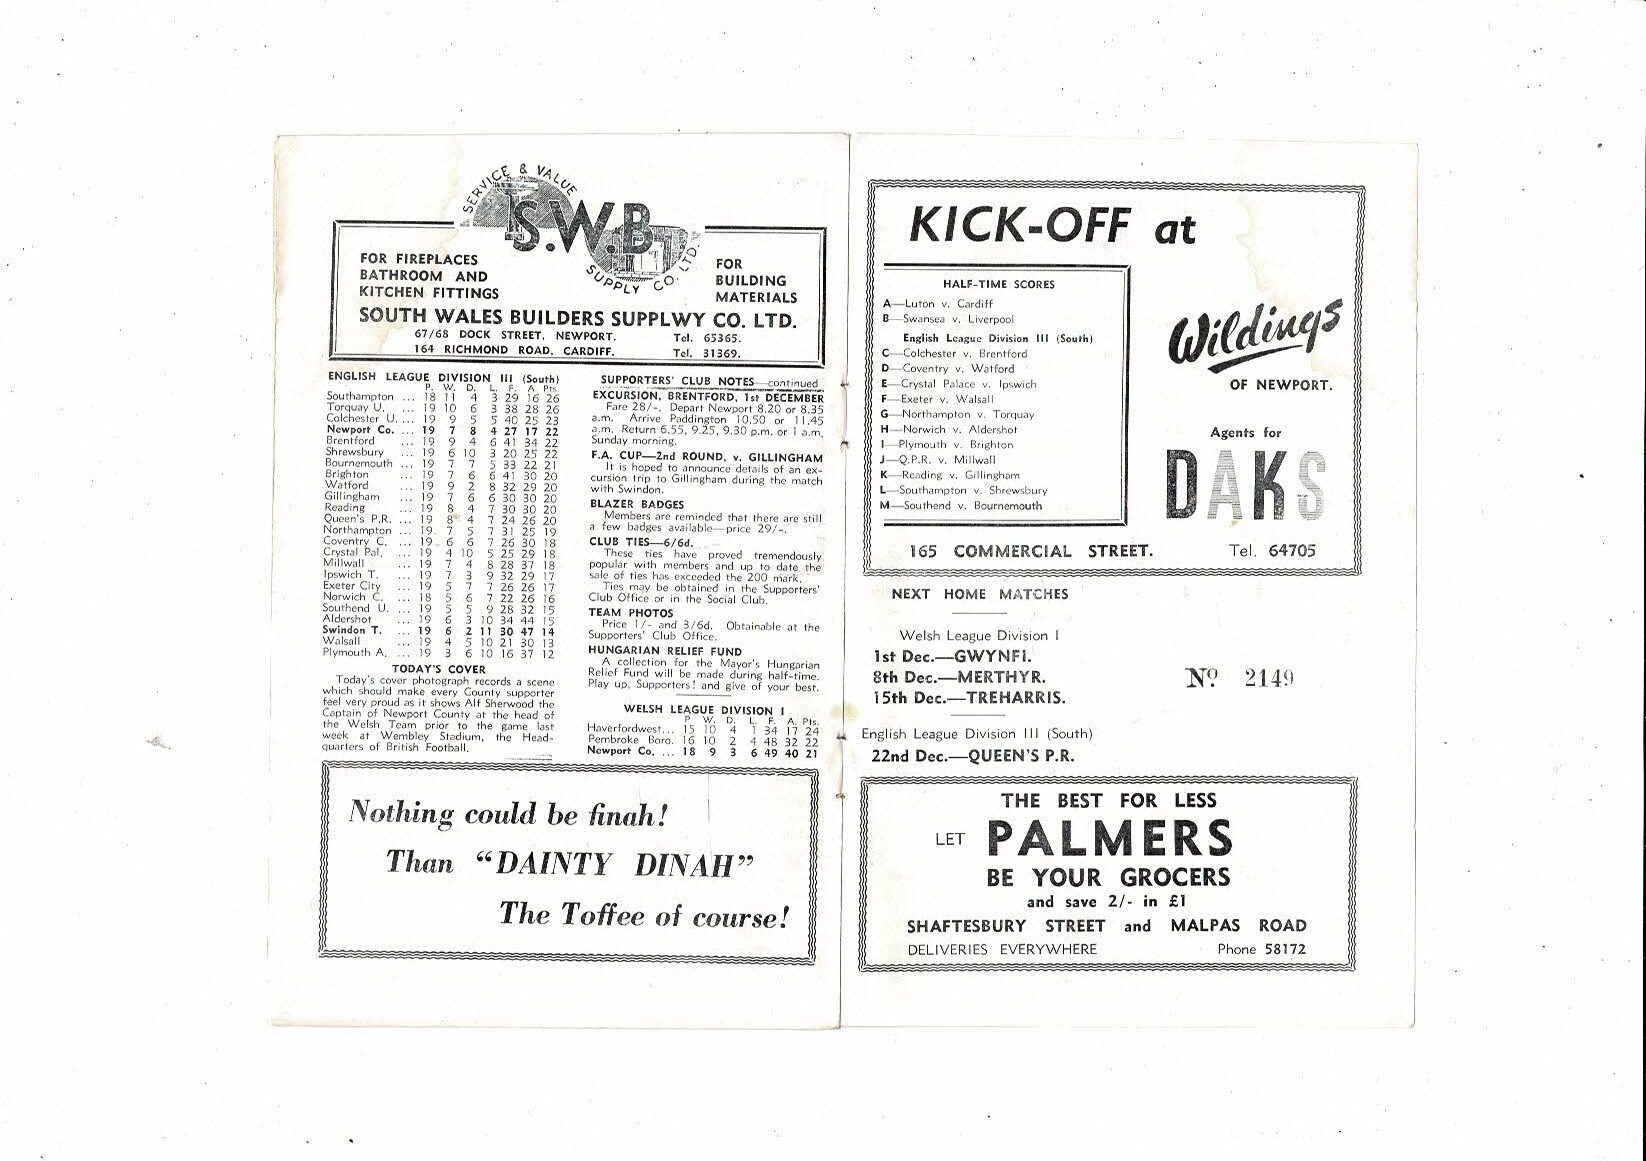 SERVICE & VALUE
S.W.B
SUPPLY CO. LTD.
FOR FIREPLACES
BATHROOM AND
KITCHEN FITTINGS
FOR
BUILDING
MATERIALS
SOUTH WALES BUILDERS SUPPLWY CO. LTD.
67/68 DOCK STREET, NEWPORT. Tel. 65365.
164 RICHMOND ROAD, CARDIFF. Tel. 31369.
ENGLISH LEAGUE DIVISION III (South)
P. W. D. L. F. A Pts.
Southampton ... 18 11 4 3 29 16 26
Torquay U. ... 19 10 6 3 38 28 26
Colchester U. ... 19 9 5 5 40 25 23
Newport Co. ... 19 7 8 4 27 17 22
Brentford ... 19 9 4 6 41 34 22
Shrewsbury ... 19 6 10 3 20 25 22
Bournemouth ... 19 7 7 5 33 22 21
Brighton ... 19 7 6 6 41 30 20
Watford ... 19 9 2 8 32 29 20
Gillingham ... 19 7 6 6 30 30 20
Reading ... 19 8 4 7 30 30 20
Queen's P.R. ... 19 8 4 7 24 26 20
Northampton ... 19 7 5 7 31 25 19
Coventry C. ... 19 6 6 7 26 30 18
Crystal Pal. ... 19 4 10 5 25 29 18
Millwall ... 19 7 4 8 28 37 18
Ipswich T. ... 19 7 3 9 32 29 17
Exeter City ... 19 5 7 7 26 26 17
Norwich C. ... 18 5 6 7 22 26 16
Southend U. ... 19 5 5 9 28 32 15
Aldershot ... 19 6 3 10 34 44 15
Swindon T. ... 19 6 2 11 30 47 14
Walsall ... 19 4 5 10 21 30 13
Plymouth A. ... 19 3 6 10 16 37 12
TODAY'S COVER
Today's cover photograph records a scene
which should make every County supporter
feel very proud as it shows Alf Sherwood the
Captain of Newport County at the head of
the Welsh Team prior to the game last
week at Wembley Stadium, the Head-
quarters of British Football.
SUPPORTERS' CLUB NOTES—continued
EXCURSION, BRENTFORD, 1st DECEMBER
Fare 28/-. Depart Newport 8.20 or 8.35
a.m. Arrive Paddington 10.50 or 11.45
a.m. Return 6.55, 9.25, 9.30 p.m. or 1 a.m.
Sunday morning.
F.A. CUP—2nd ROUND, v. GILLINGHAM
It is hoped to announce details of an ex-
cursion trip to Gillingham during the match
with Swindon.
BLAZER BADGES
Members are reminded that there are still
a few badges available—price 29/-.
CLUB TIES—6/6d.
These ties have proved tremendously
popular with members and up to date the
sale of ties has exceeded the 200 mark.
Ties may be obtained in the Supporters'
Club Office or in the Social Club.
TEAM PHOTOS
Price 1/- and 3/6d. Obtainable at the
Supporters' Club Office.
HUNGARIAN RELIEF FUND
A collection for the Mayor's Hungarian
Relief Fund will be made during half-time.
Play up, Supporters! and give of your best.
WELSH LEAGUE DIVISION I
P W. D. L. F. A. Pts.
Haverfordwest... 15 10 4 1 34 17 24
Pembroke Boro. 16 10 2 4 48 32 22
Newport Co. ... 18 9 3 6 49 40 21
Nothing could be finah!
Than "DAINTY DINAH"
The Toffee of course!
KICK-OFF at
HALF-TIME SCORES
A—Luton v. Cardiff
B—Swansea v. Liverpool
English League Division III (South)
C—Colchester v. Brentford
D—Coventry v. Watford
E—Crystal Palace v. Ipswich
F—Exeter v. Walsall
G—Northampton v. Torquay
H—Norwich v. Aldershot
I—Plymouth v. Brighton
J—Q.P.R. v. Millwall
K—Reading v. Gillingham
L—Southampton v. Shrewsbury
M—Southend v. Bournemouth
Wildings
OF NEWPORT.
Agents for
DAKS
165 COMMERCIAL STREET. Tel. 64705
NEXT HOME MATCHES
Welsh League Division I
1st Dec.—GWYNFI.
8th Dec.—MERTHYR.
15th Dec.—TREHARRIS.
No 2149
English League Division III (South)
22nd Dec.—QUEEN'S P.R.
THE BEST FOR LESS
LET PALMERS
BE YOUR GROCERS
and save 2/- in £1
SHAFTESBURY STREET and MALPAS ROAD
DELIVERIES EVERYWHERE Phone 58172